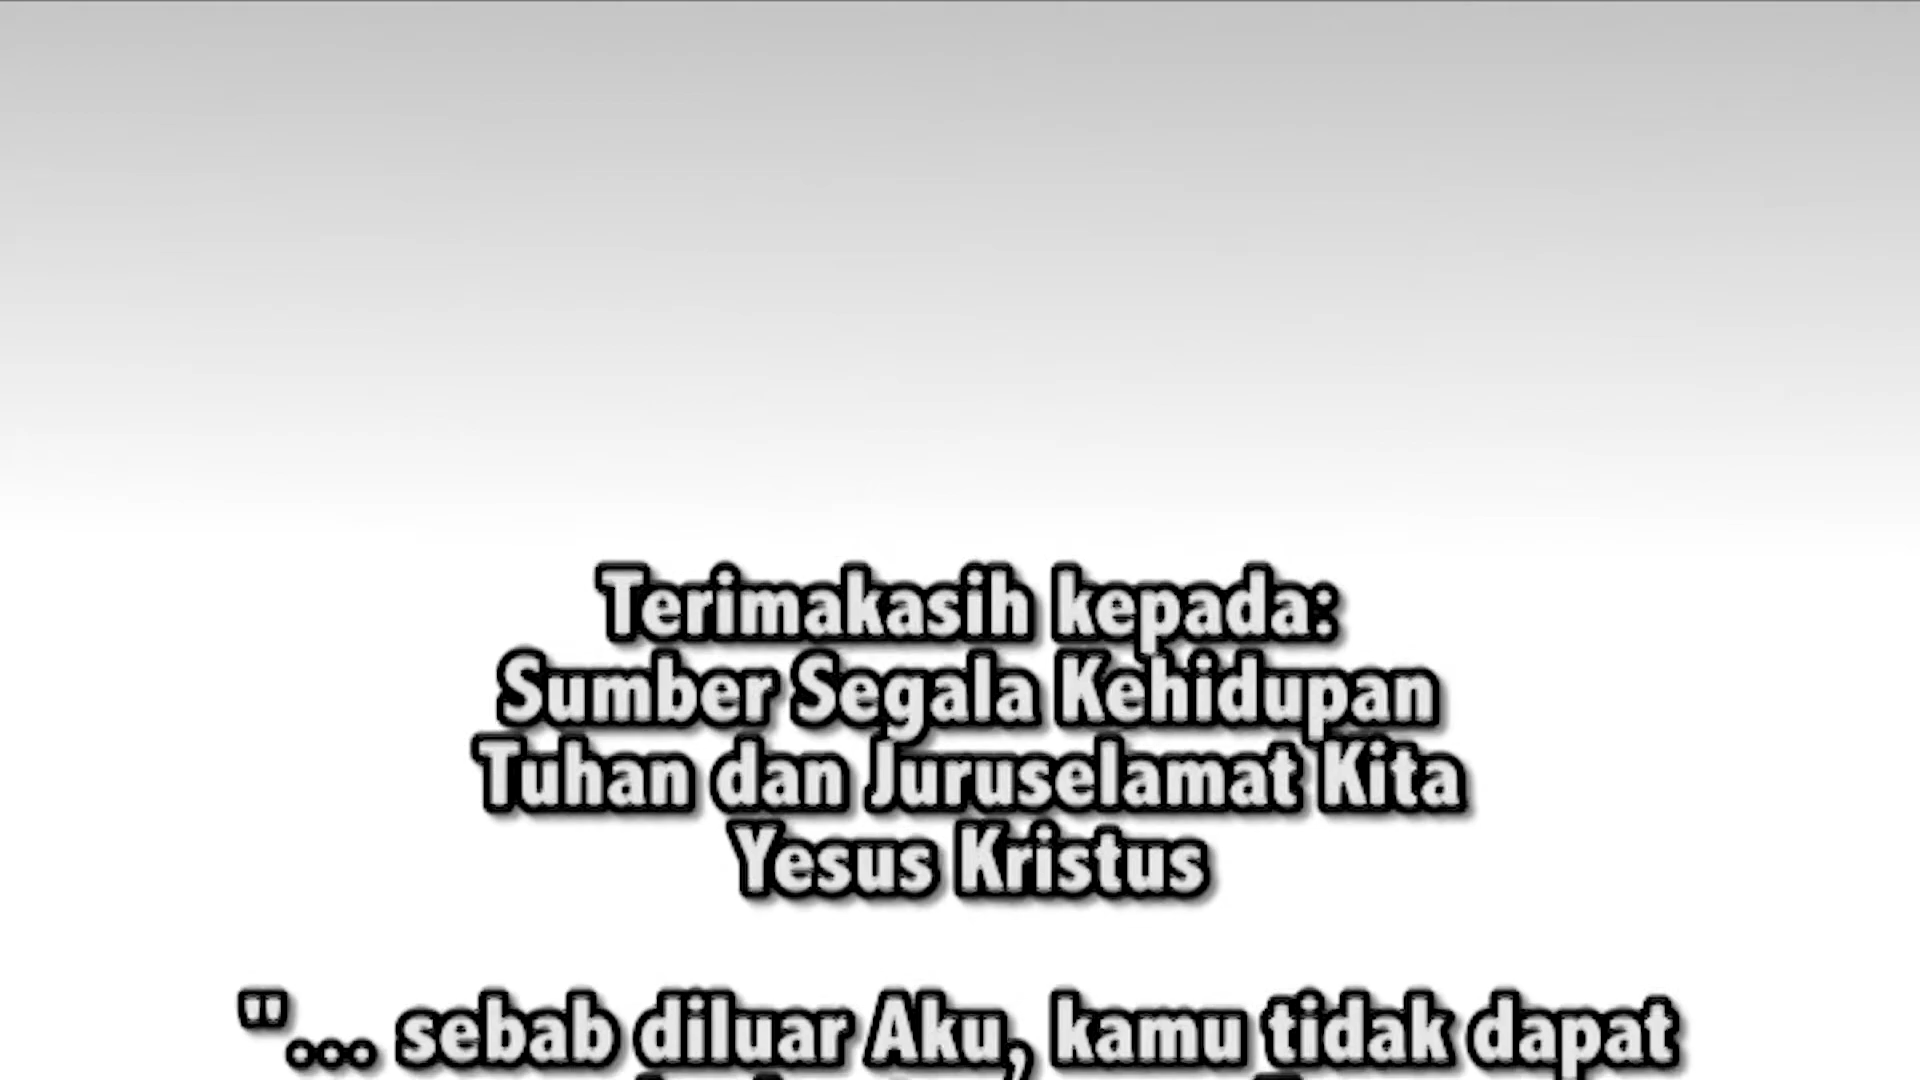 Terimakasih kepada:
Sumber Segala Kehidupan
Tuhan dan Juruselamat Kita
Yesus Kristus
"... sebab diluar Aku, kamu tidak dapat